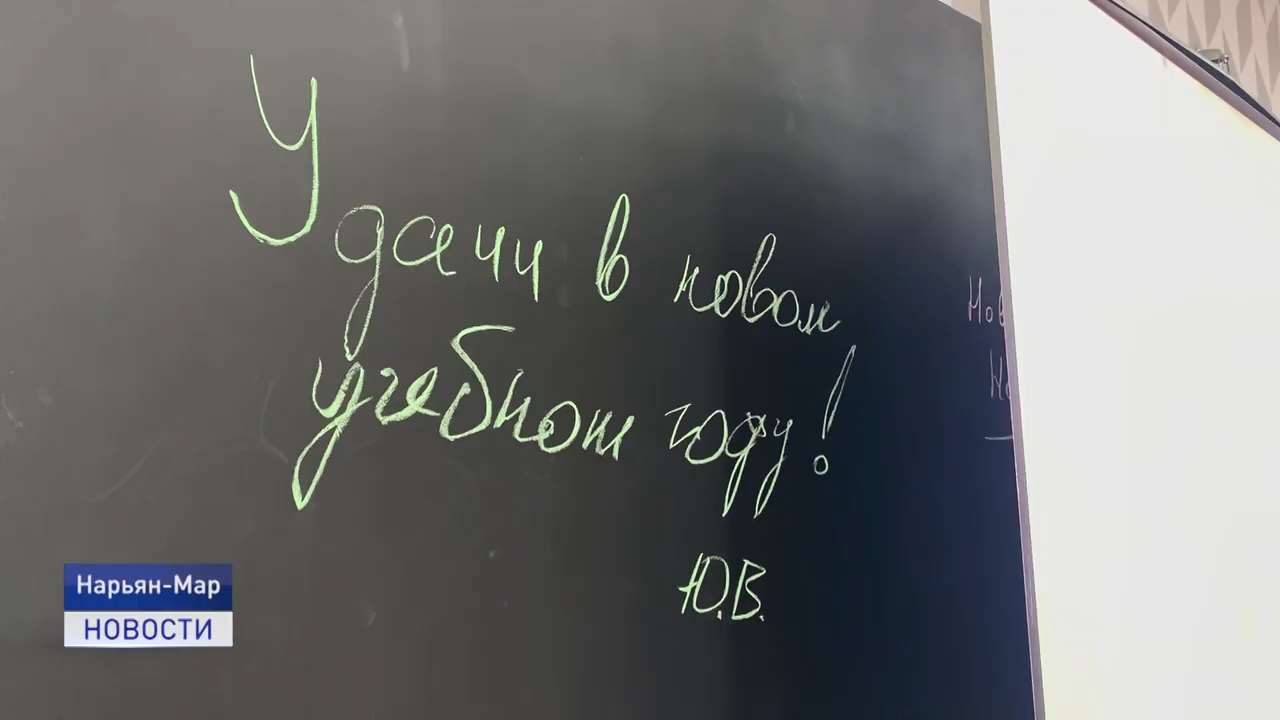 Удачи в новом
учебном году!
Ю.В.
Нарьян-Мар
НОВОСТИ